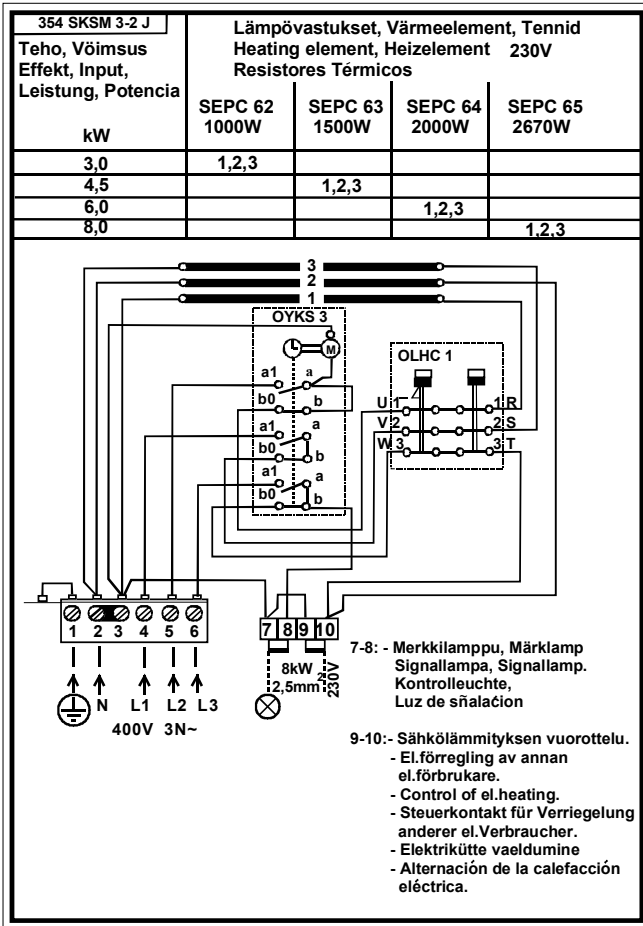 354 SKSM 3-2 J
Teho, Vöimsus
Effekt, Input,
Leistung, Potencia
kW
Lämpövastukset, Värmeelement, Tennid
Heating element, Heizelement 230V
Resistores Térmicos
SEPC 62 SEPC 63 SEPC 64 SEPC 65
1000W 1500W 2000W 2670W
3,0 1,2,3
4,5 1,2,3
6,0 1,2,3
8,0 1,2,3
3
2
1
OYKS 3
M
OLHC 1
a1 a
b0 b
a1 a
b0 b
a1 a
b0 b
U 1 1 R
V 2 2 S
W 3 3 T
1 2 3 4 5 6
N L1 L2 L3
400V 3N~
7 8 9 10
8kW
2,5mm²
230V
7-8: - Merkkilamppu, Märklamp
Signallampa, Signallamp.
Kontrolleuchte,
Luz de sñalaćion
9-10:- Sähkölämmityksen vuorottelu.
- El.förregling av annan
el.förbrukare.
- Control of el.heating.
- Steuerkontakt für Verriegelung
anderer el.Verbraucher.
- Elektrikütte vaeldumine
- Alternación de la calefacción
eléctrica.